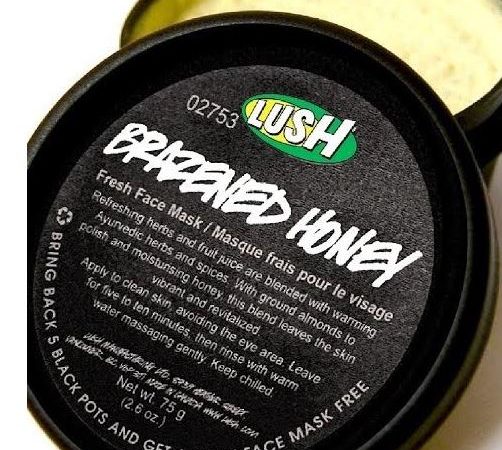 02753
LUSH
BRAZENED HONEY
Fresh Face Mask / Masque frais pour le visage
Refreshing herbs and fruit juice are blended with warming
Ayurvedic herbs and spices. With ground almonds to
polish and moisturising honey, this blend leaves the skin
vibrant and revitalized.
Apply to clean skin, avoiding the eye area. Leave
for five to ten minutes, then rinse with warm
water massaging gently. Keep chilled.
Net wt. 75g
(2.6 oz.)
BRING BACK 5 BLACK POTS AND GET
FACE MASK FREE